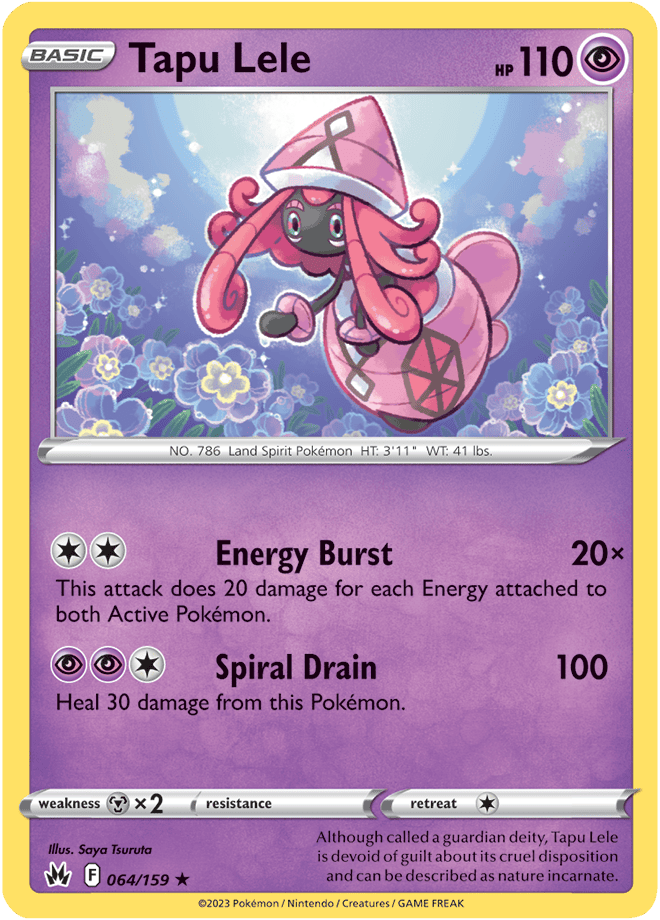 BASIC Tapu Lele HP 110
NO. 786 Land Spirit Pokémon HT: 3'11" WT: 41 lbs.
Energy Burst 20×
This attack does 20 damage for each Energy attached to
both Active Pokémon.
Spiral Drain 100
Heal 30 damage from this Pokémon.
weakness ×2 resistance retreat
Illus. Saya Tsuruta
F 064/159 ★
Although called a guardian deity, Tapu Lele
is devoid of guilt about its cruel disposition
and can be described as nature incarnate.
©2023 Pokémon / Nintendo / Creatures / GAME FREAK